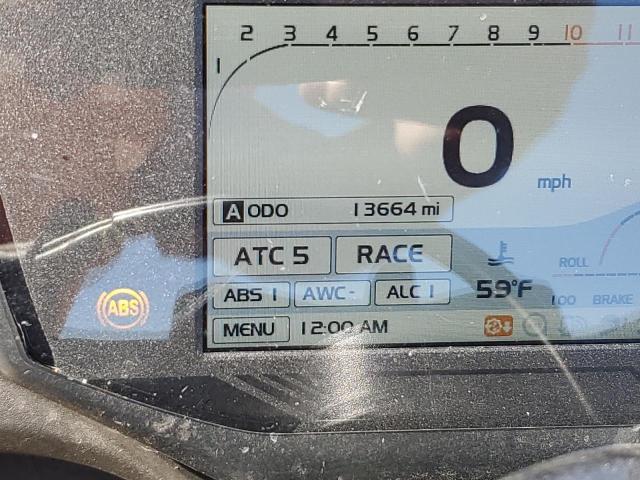 2 3 4 5 6 7 8 9 10 11
1
0
mph
A ODO 13664 mi
ATC 5 RACE
ROLL
ABS 1 AWC- ALC 1 59°F
100 BRAKE
ABS
MENU 12:00 AM